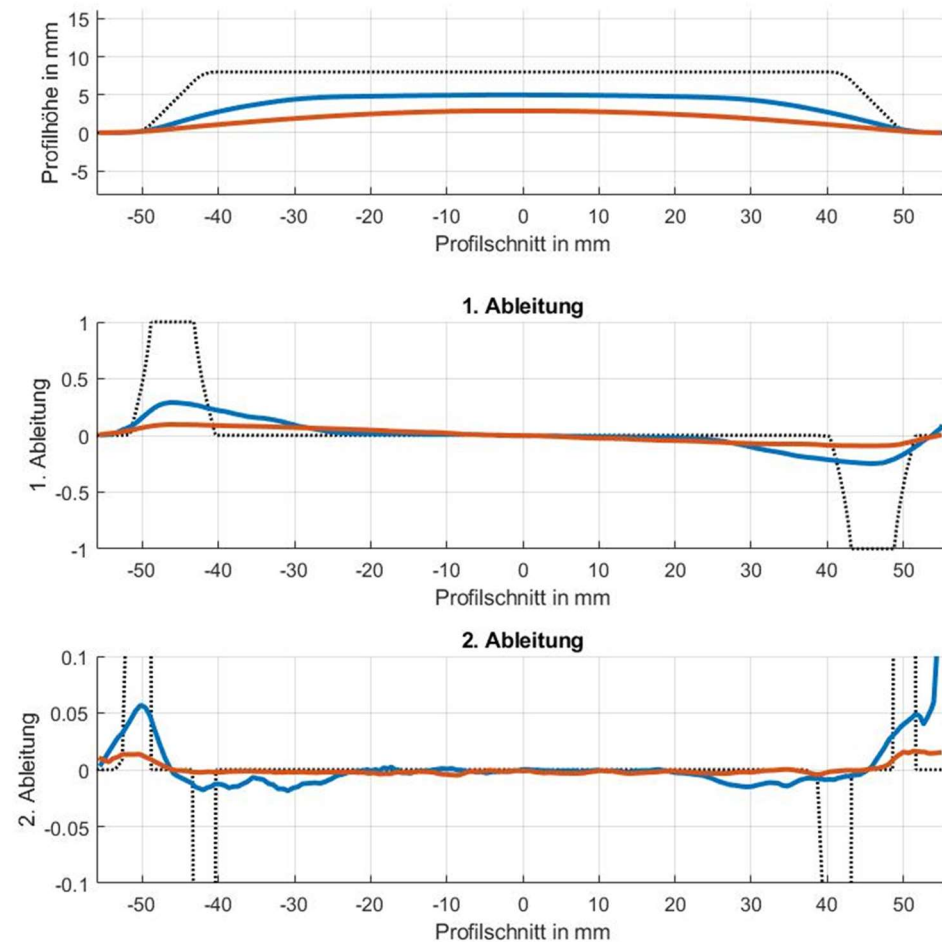 Profilhöhe in mm
15
10
5
0
-5
-50 -40 -30 -20 -10 0 10 20 30 40 50
Profilschnitt in mm
1. Ableitung
1. Ableitung
1
0.5
0
-0.5
-1
-50 -40 -30 -20 -10 0 10 20 30 40 50
Profilschnitt in mm
2. Ableitung
2. Ableitung
0.1
0.05
0
-0.05
-0.1
-50 -40 -30 -20 -10 0 10 20 30 40 50
Profilschnitt in mm